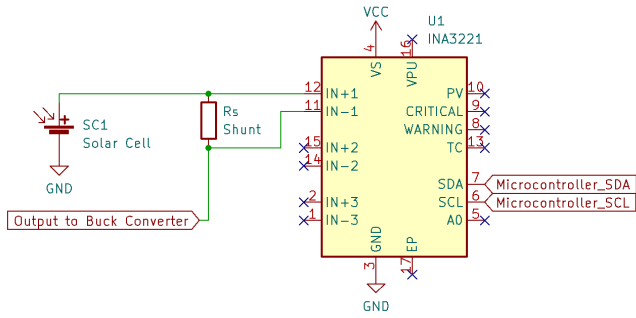 VCC
U1
INA3221
4
16
VS
VPU
12
IN+1
PV
10
11
IN-1
CRITICAL
9
WARNING
8
15
IN+2
TC
13
14
IN-2
SDA
7
Microcontroller_SDA
2
IN+3
SCL
6
Microcontroller_SCL
1
IN-3
A0
5
GND
EP
3
17
GND
Rs
Shunt
SC1
Solar Cell
GND
Output to Buck Converter